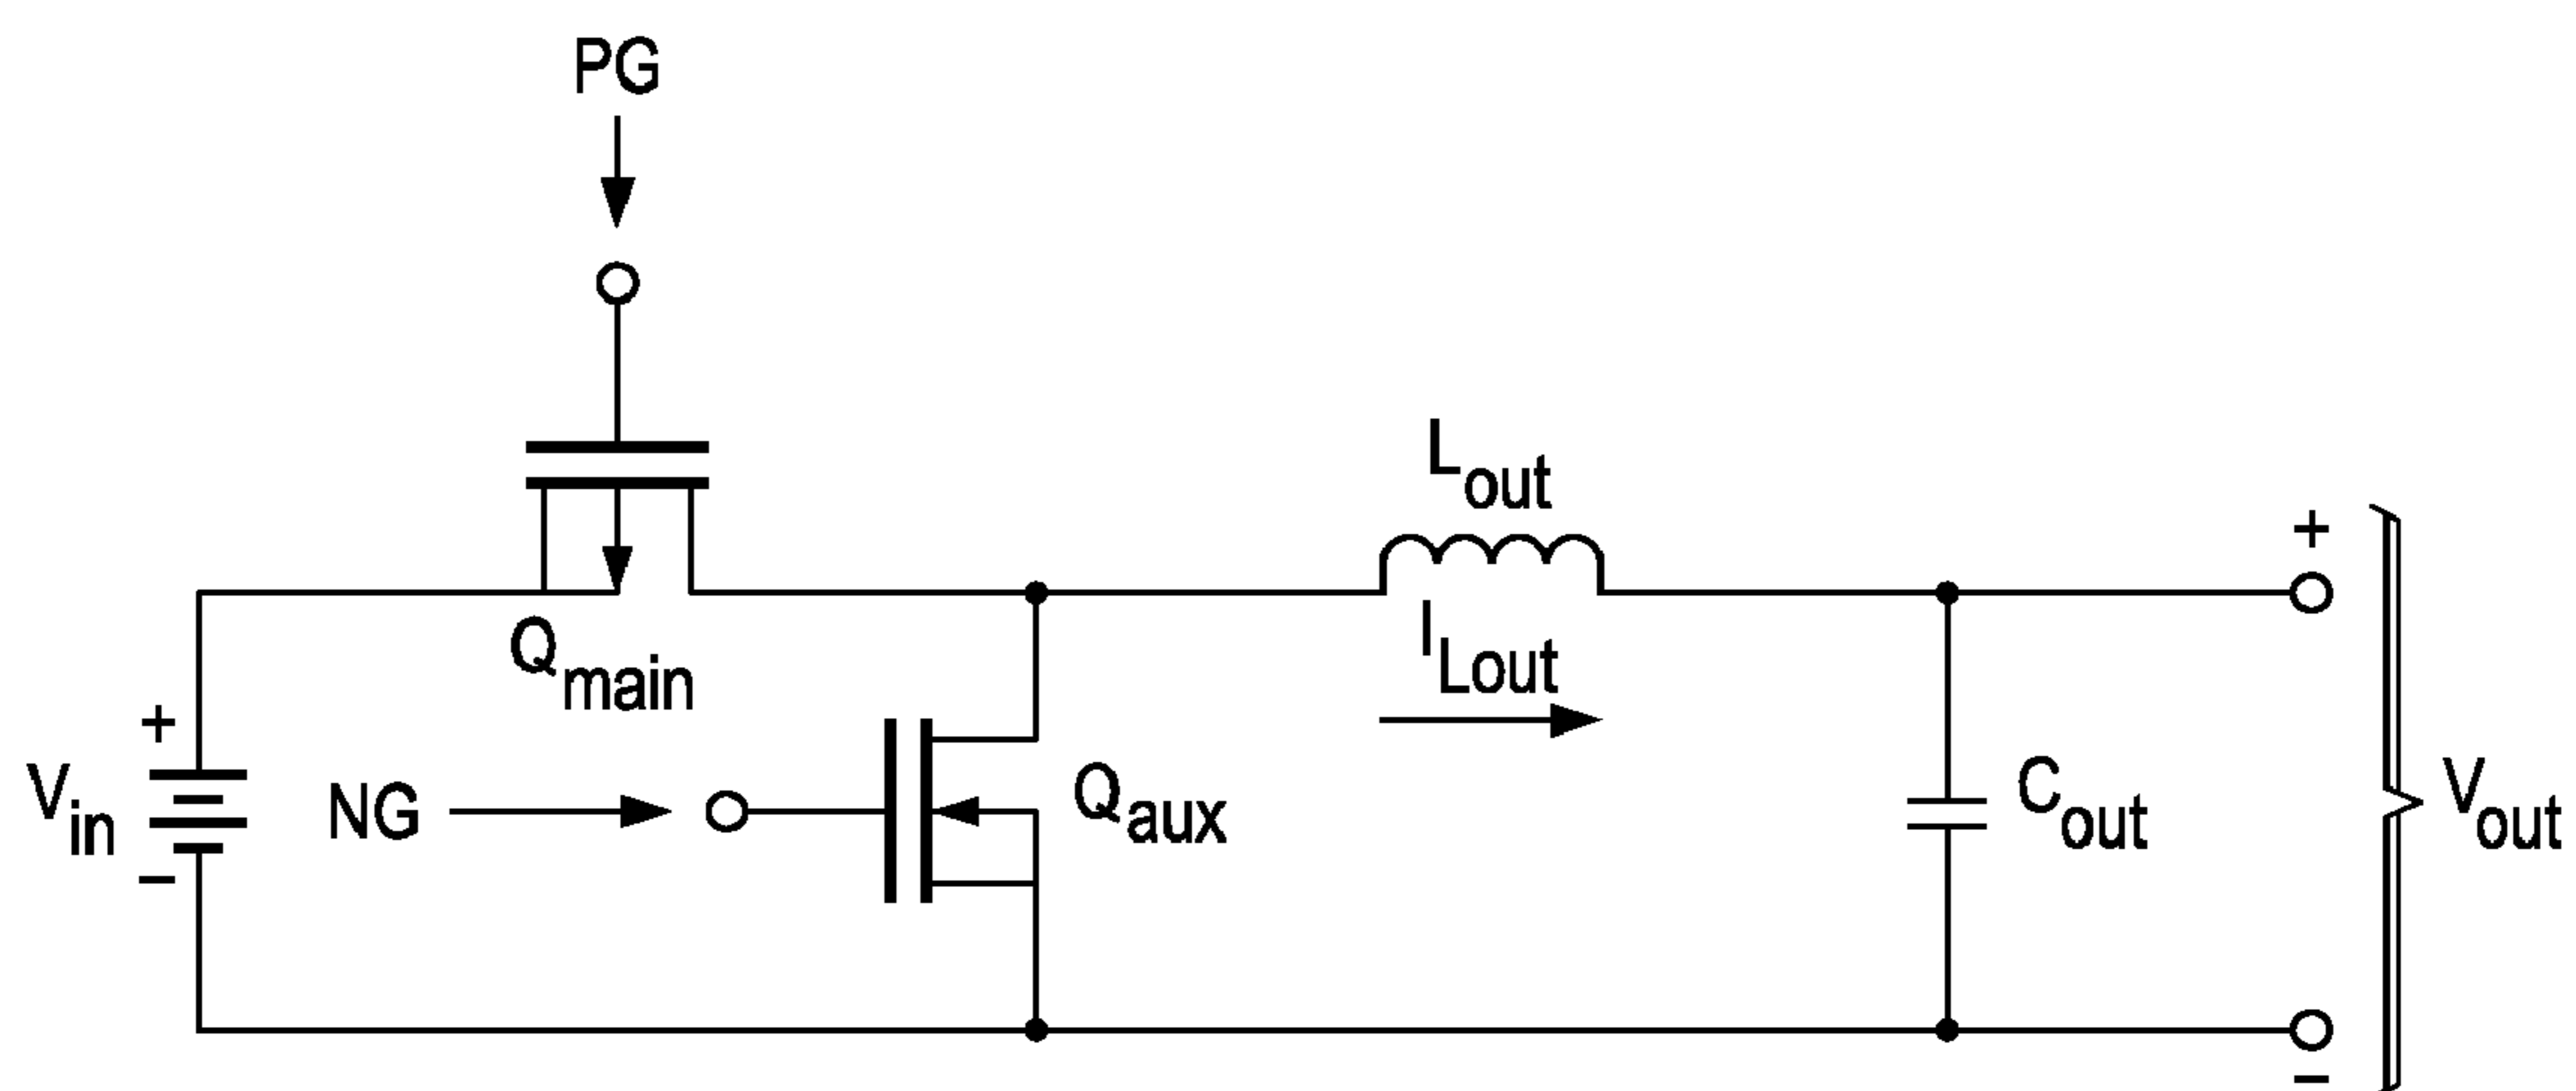 PG
Lout
ILout
Qmain
Vin
NG
Qaux
Cout
Vout
+
−
+
−